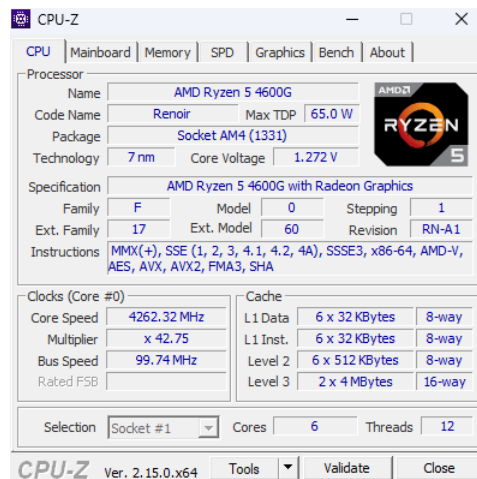 CPU-Z
CPU Mainboard Memory SPD Graphics Bench About
Processor
Name AMD Ryzen 5 4600G
Code Name Renoir Max TDP 65.0 W
Package Socket AM4 (1331)
Technology 7 nm Core Voltage 1.272 V
AMD
RYZEN
5
Specification AMD Ryzen 5 4600G with Radeon Graphics
Family F Model 0 Stepping 1
Ext. Family 17 Ext. Model 60 Revision RN-A1
Instructions MMX(+), SSE (1, 2, 3, 4.1, 4.2, 4A), SSSE3, x86-64, AMD-V,
AES, AVX, AVX2, FMA3, SHA
Clocks (Core #0)
Core Speed 4262.32 MHz
Multiplier x 42.75
Bus Speed 99.74 MHz
Rated FSB
Cache
L1 Data 6 x 32 KBytes 8-way
L1 Inst. 6 x 32 KBytes 8-way
Level 2 6 x 512 KBytes 8-way
Level 3 2 x 4 MBytes 16-way
Selection Socket #1 Cores 6 Threads 12
CPU-Z Ver. 2.15.0.x64 Tools Validate Close